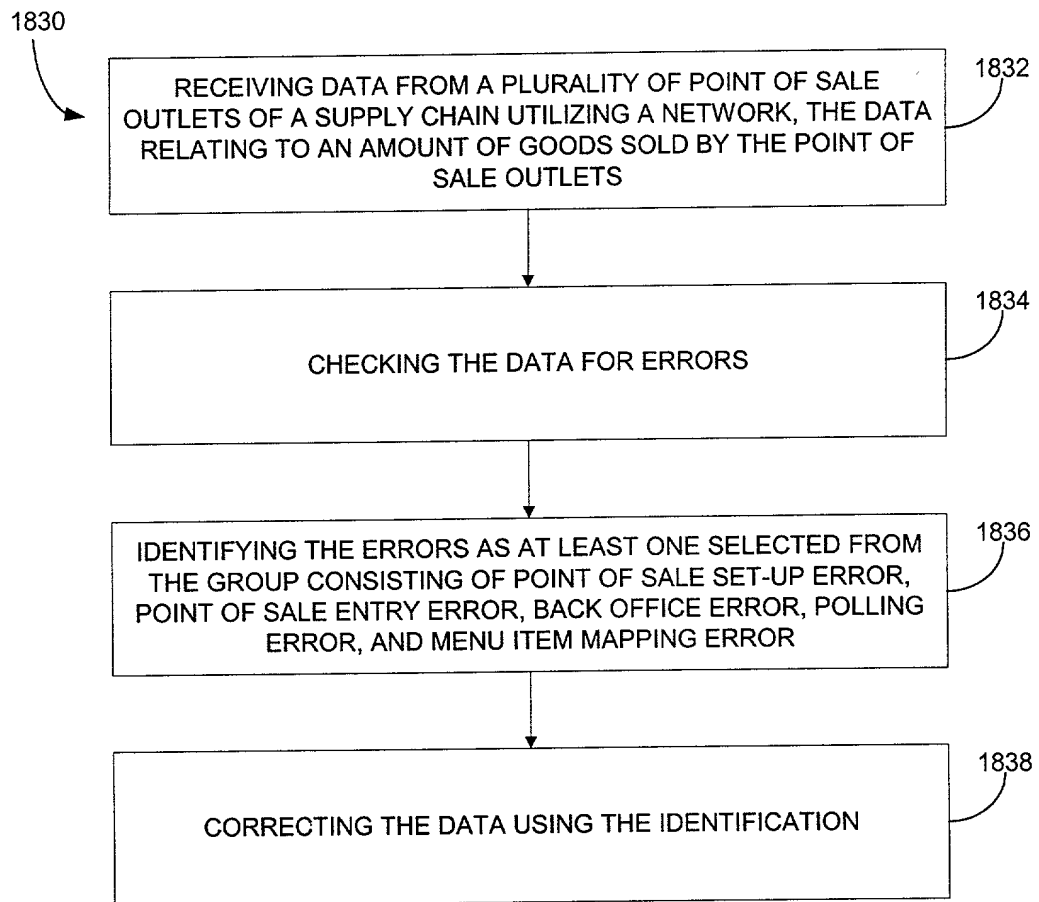 1830
RECEIVING DATA FROM A PLURALITY OF POINT OF SALE
OUTLETS OF A SUPPLY CHAIN UTILIZING A NETWORK, THE DATA
RELATING TO AN AMOUNT OF GOODS SOLD BY THE POINT OF
SALE OUTLETS
1832
CHECKING THE DATA FOR ERRORS
1834
IDENTIFYING THE ERRORS AS AT LEAST ONE SELECTED FROM
THE GROUP CONSISTING OF POINT OF SALE SET-UP ERROR,
POINT OF SALE ENTRY ERROR, BACK OFFICE ERROR, POLLING
ERROR, AND MENU ITEM MAPPING ERROR
1836
CORRECTING THE DATA USING THE IDENTIFICATION
1838